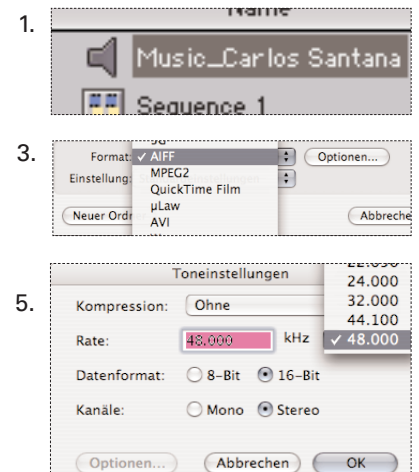 1.
Name
Music_Carlos Santana
Sequence 1
3.
3G
Format: ✓ AIFF Optionen...
MPEG2
Einstellung:
QuickTime Film
µLaw
Neuer Ordn Abbreche
AVI
5.
Toneinstellungen
24.000
Kompression: Ohne 32.000
44.100
Rate: 48.000 kHz ✓ 48.000
Datenformat: 8-Bit 16-Bit
Kanäle: Mono Stereo
Optionen... Abbrechen OK